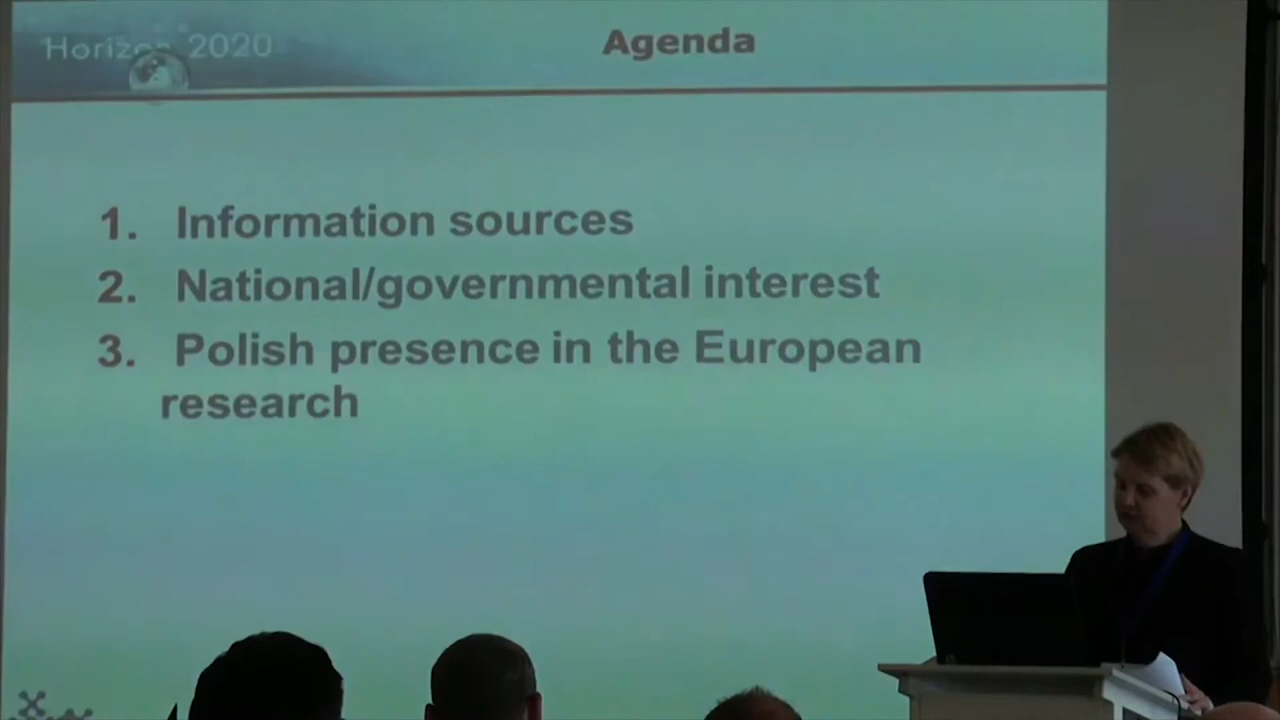 Horizon 2020
Agenda
1. Information sources
2. National/governmental interest
3. Polish presence in the European
research